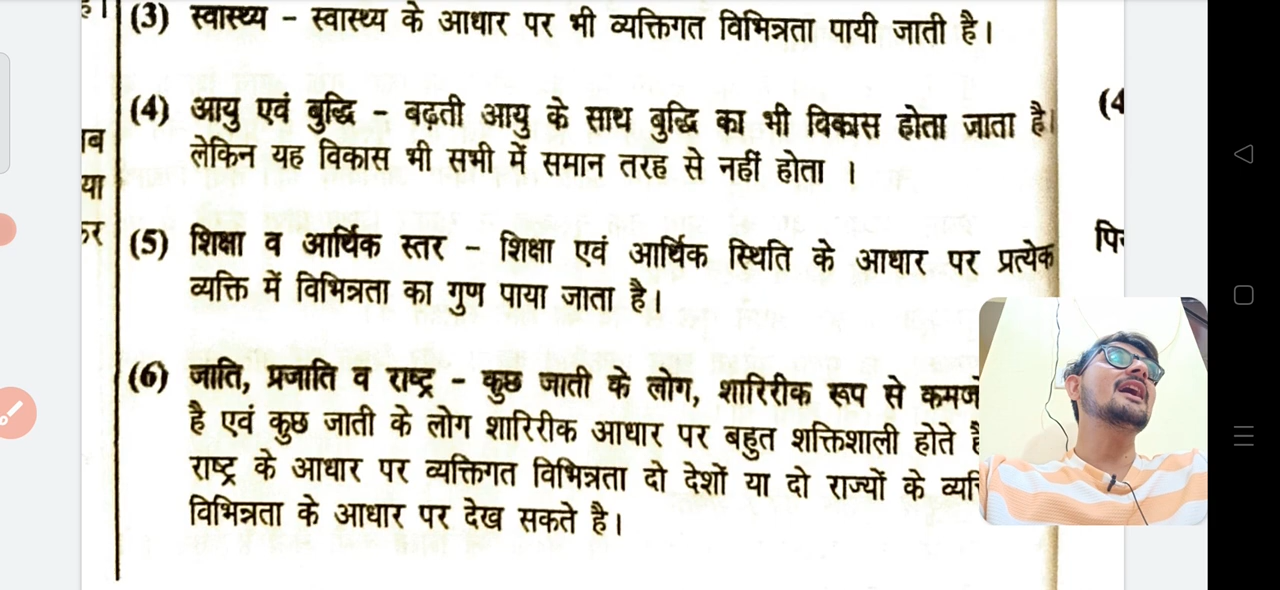 (3) स्वास्थ्य – स्वास्थ्य के आधार पर भी व्यक्तिगत विभिन्नता पायी जाती है।
(4) आयु एवं बुद्धि – बढ़ती आयु के साथ बुद्धि का भी विकास होता जाता है।
लेकिन यह विकास भी सभी में समान तरह से नहीं होता ।
(5) शिक्षा व आर्थिक स्तर – शिक्षा एवं आर्थिक स्थिति के आधार पर प्रत्येक
व्यक्ति में विभिन्नता का गुण पाया जाता है।
(6) जाति, प्रजाति व राष्ट्र – कुछ जाती के लोग, शारिरीक रूप से
है एवं कुछ जाती के लोग शारिरीक आधार पर बहुत शक्तिशाली होते
राष्ट्र के आधार पर व्यक्तिगत विभिन्नता दो देशों या दो राज्यों के
विभिन्नता के आधार पर देख सकते है।